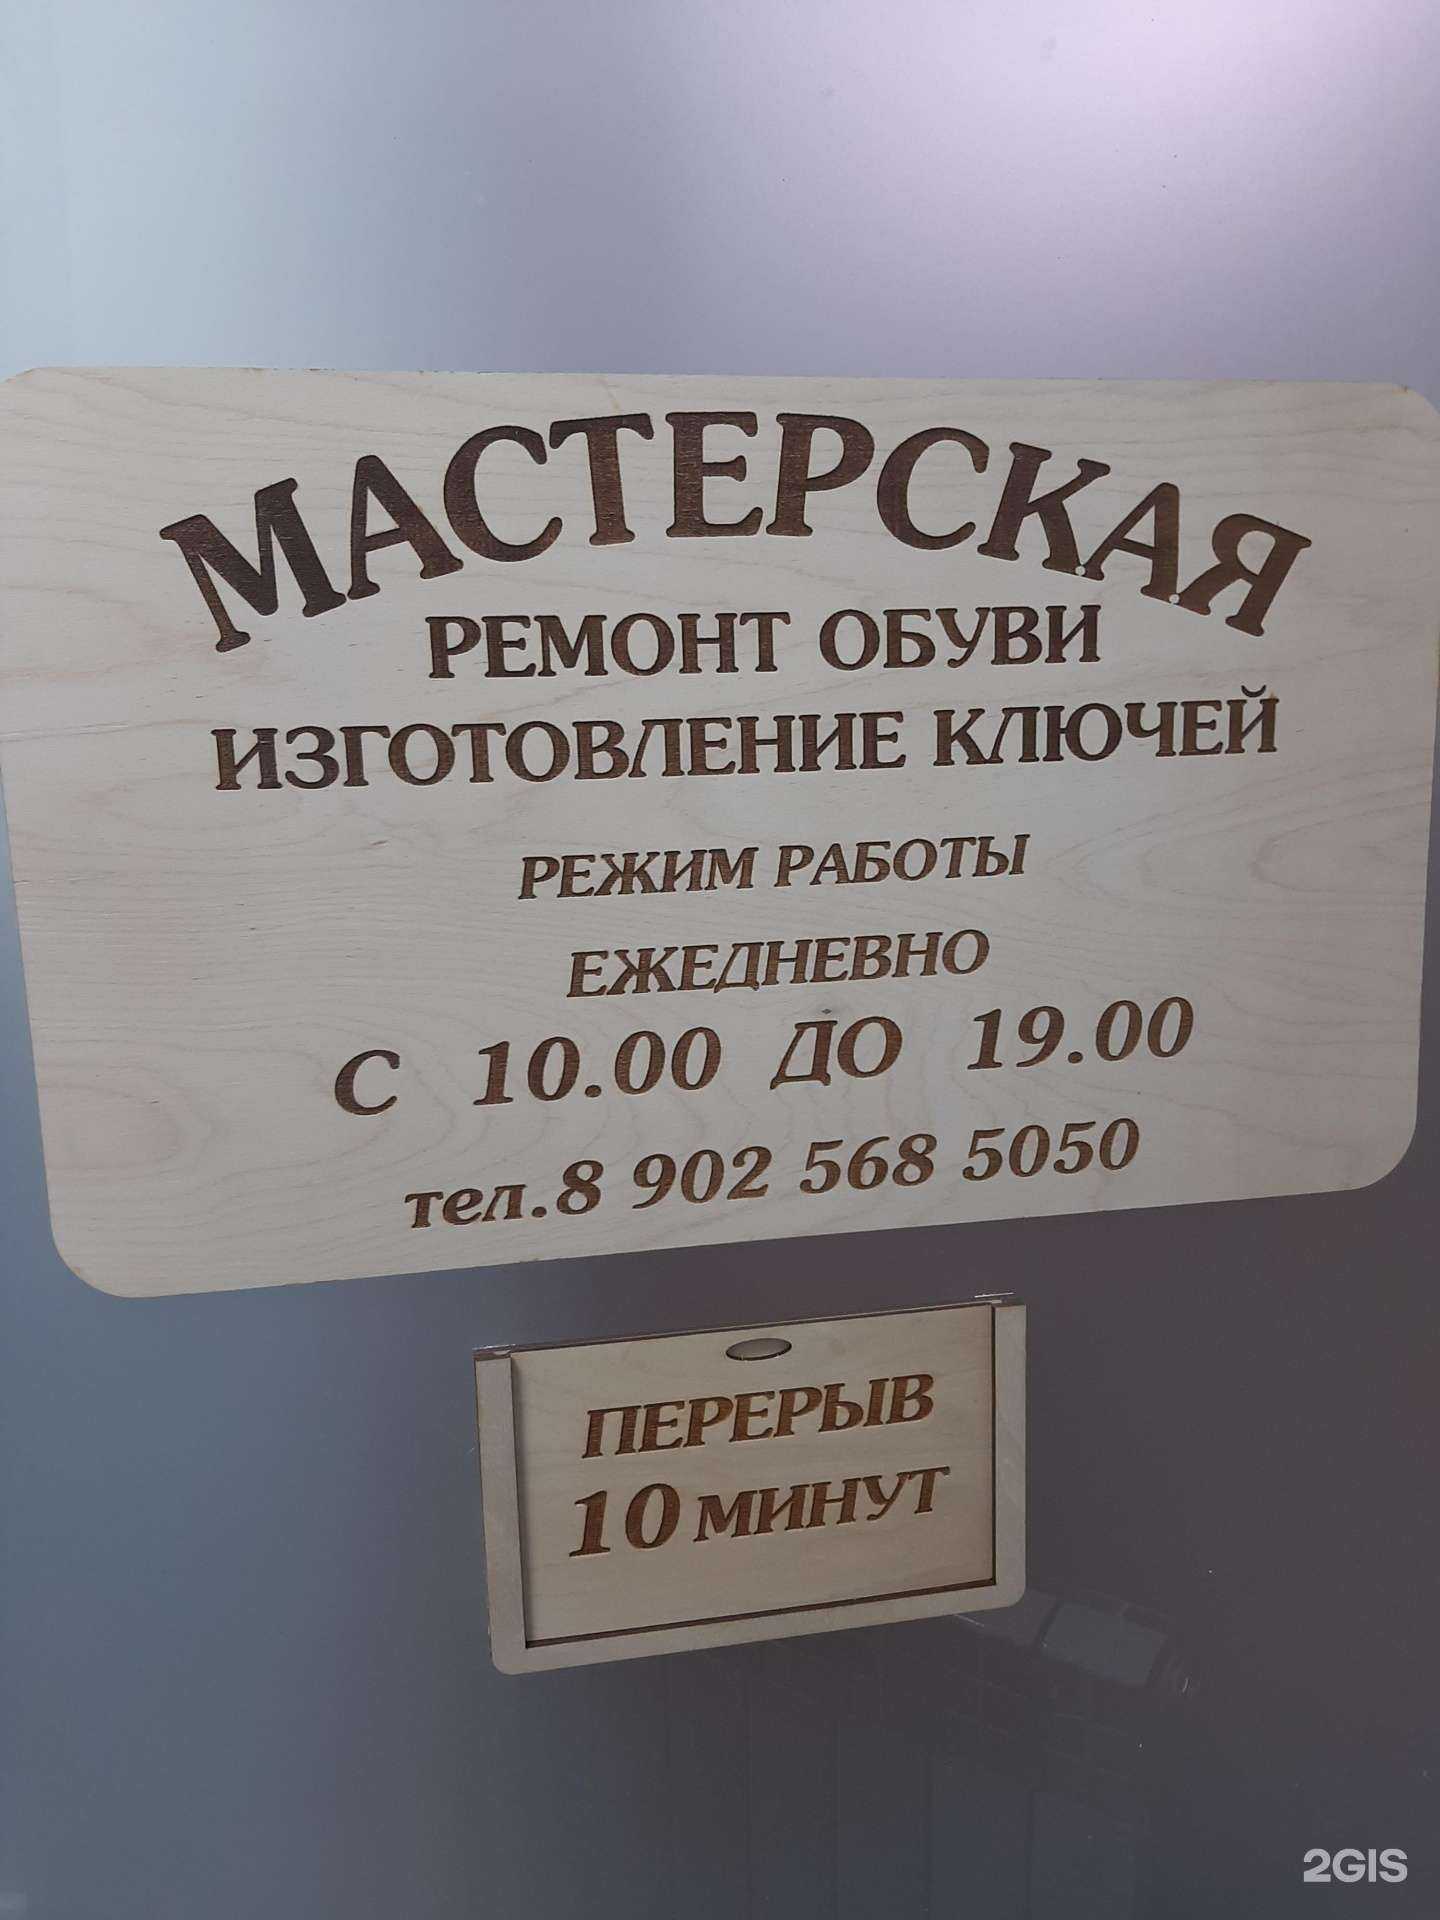 МАСТЕРСКАЯ
РЕМОНТ ОБУВИ
ИЗГОТОВЛЕНИЕ КЛЮЧЕЙ
РЕЖИМ РАБОТЫ
ЕЖЕДНЕВНО
С 10.00 ДО 19.00
тел.8 902 568 5050
ПЕРЕРЫВ
10 МИНУТ
2GIS